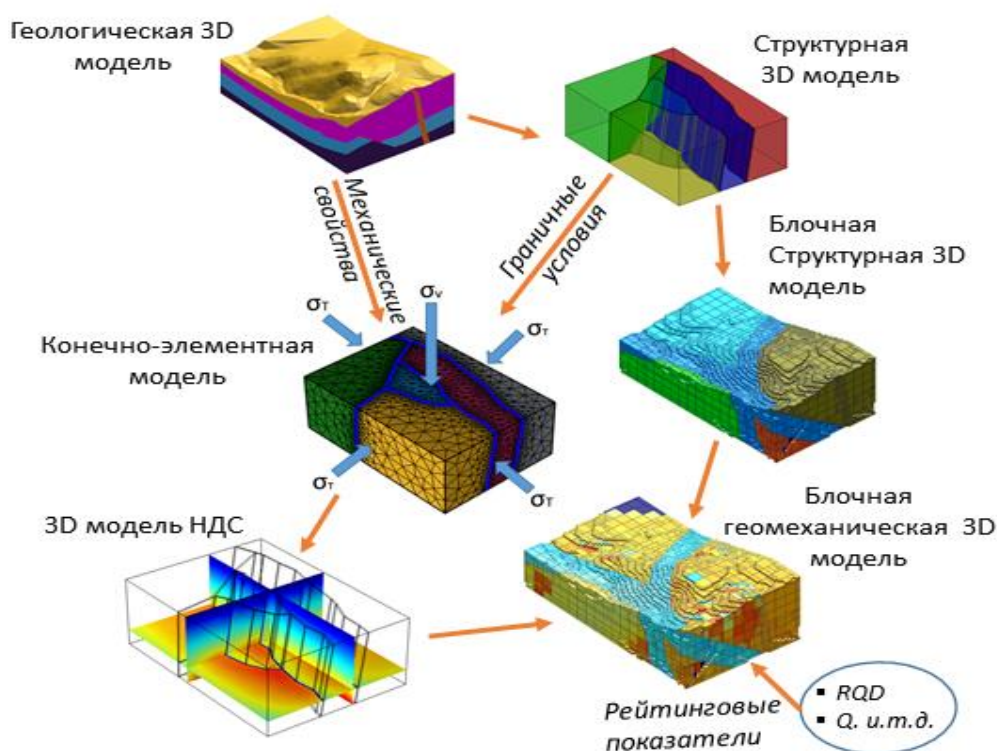 Геологическая 3D
модель
Структурная
3D модель
Механические
свойства
Граничные
условия
Блочная
Структурная 3D
модель
σт
σv
σт
Конечно-элементная
модель
σт
σт
3D модель НДС
Блочная
геомеханическая 3D
модель
Рейтинговые
показатели
▪ RQD
▪ Q. и.т.д.